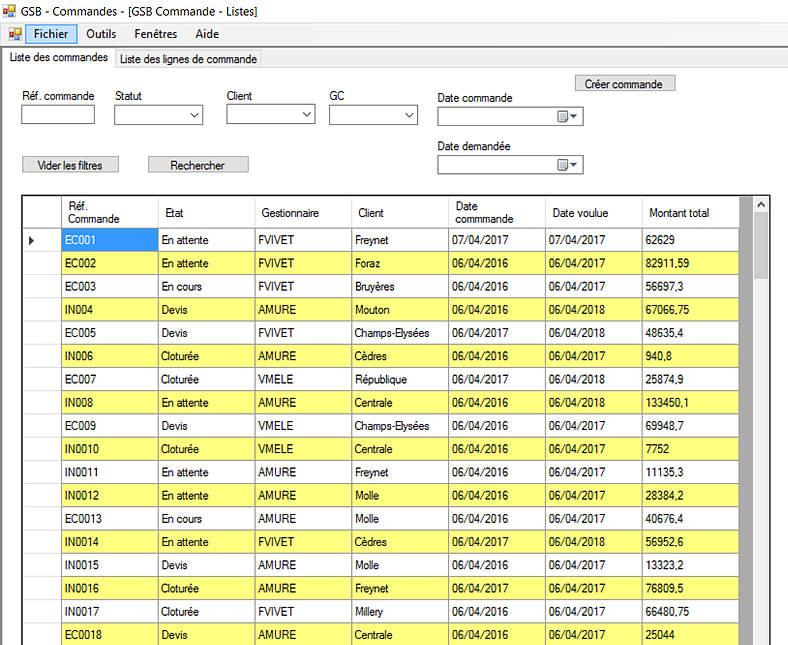 GSB - Commandes - [GSB Commande - Listes]
Fichier Outils Fenêtres Aide
Liste des commandes Liste des lignes de commande
Créer commande
Réf. commande Statut Client GC Date commande
Date demandée
Vider les filtres Rechercher
Réf. Commande Etat Gestionnaire Client Date commmande Date voulue Montant total
EC001 En attente FVIVET Freynet 07/04/2017 07/04/2017 62629
EC002 En attente FVIVET Foraz 06/04/2016 06/04/2017 82911,59
EC003 En cours FVIVET Bruyères 06/04/2016 06/04/2017 56697,3
IN004 Devis AMURE Mouton 06/04/2016 06/04/2018 67066,75
EC005 Devis FVIVET Champs-Elysées 06/04/2017 06/04/2018 48635,4
IN006 Cloturée AMURE Cèdres 06/04/2016 06/04/2017 940,8
EC007 Cloturée VMELE République 06/04/2017 06/04/2018 25874,9
IN008 En attente AMURE Centrale 06/04/2016 06/04/2018 133450,1
EC009 Devis VMELE Champs-Elysées 06/04/2016 06/04/2017 69948,7
IN0010 Cloturée VMELE Centrale 06/04/2016 06/04/2017 7752
IN0011 En attente AMURE Freynet 06/04/2016 06/04/2017 11135,3
IN0012 En attente AMURE Molle 06/04/2016 06/04/2017 28384,2
EC0013 En cours AMURE Molle 06/04/2016 06/04/2017 40676,4
IN0014 En attente FVIVET Cèdres 06/04/2017 06/04/2018 56952,6
IN0015 Devis AMURE Molle 06/04/2016 06/04/2017 13323,2
IN0016 Cloturée AMURE Freynet 06/04/2017 06/04/2017 76809,5
IN0017 Cloturée FVIVET Millery 06/04/2016 06/04/2017 66480,75
EC0018 Devis AMURE Centrale 06/04/2016 06/04/2017 25044